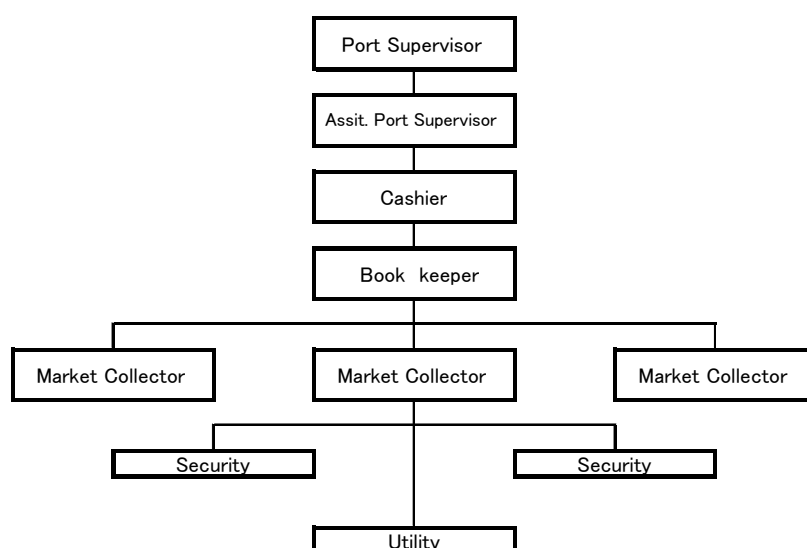 Port Supervisor
Assit. Port Supervisor
Cashier
Book keeper
Market Collector
Market Collector
Market Collector
Security
Security
Utility